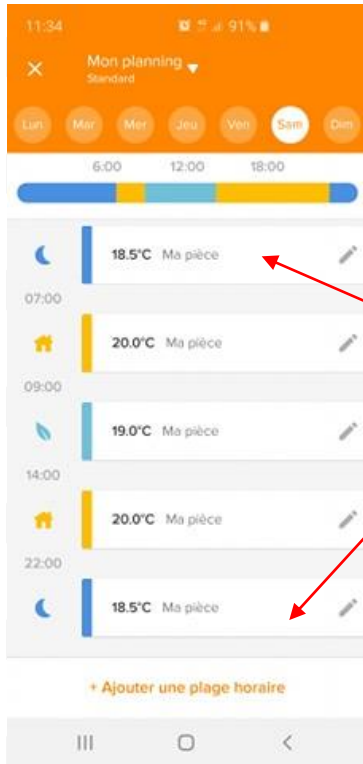 11:34 91%
Mon planning
Standard
Lun Mar Mer Jeu Ven Sam Dim
6:00 12:00 18:00
18.5°C Ma pièce
07:00
20.0°C Ma pièce
09:00
19.0°C Ma pièce
14:00
20.0°C Ma pièce
22:00
18.5°C Ma pièce
+ Ajouter une plage horaire